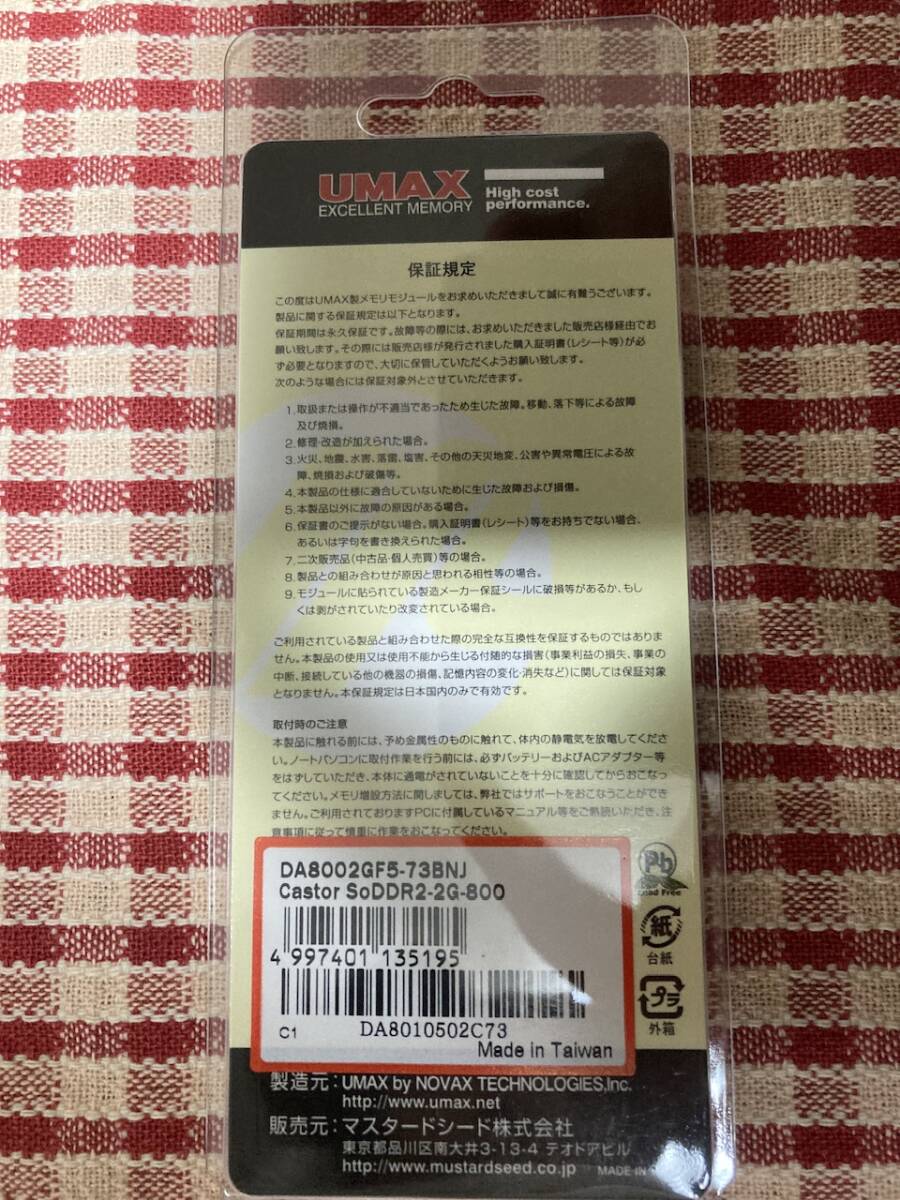 UMAX
EXCELLENT MEMORY
High cost
performance.
保証規定
この度はUMAX製メモリモジュールをお求めいただきまして誠に有難うございます。
製品に関する保証規定は以下となります。
保証期間は永久保証です。故障等の際には、お求めいただきました販売店様経由でお
願い致します。その際には販売店様が発行されました購入証明書(レシート等)が必
ず必要となりますので、大切に保管していただくようお願い致します。
次のような場合には保証対象外とさせていただきます。
1.取扱または操作が不適当であったため生じた故障。移動、落下等による故障
及び焼損。
2.修理・改造が加えられた場合。
3.火災、地震、水害、落雷、塩害、その他の天災地変、公害や異常電圧による故
障、焼損および破傷等。
4.本製品の仕様に適合していないために生じた故障および損傷。
5.本製品以外に故障の原因がある場合。
6.保証書のご提示がない場合。購入証明書(レシート)等をお持ちでない場合、
あるいは字句を書き換えられた場合。
7.二次販売品(中古品・個人売買)等の場合。
8.製品との組み合わせが原因と思われる相性等の場合。
9.モジュールに貼られている製造メーカー保証シールに破損等があるか、もし
くは剥がされていたり改変されている場合。
ご利用されている製品と組み合わせた際の完全な互換性を保証するものではありま
せん。本製品の使用又は使用不能から生じる付随的な損害(事業利益の損失、事業の
中断、接続している他の機器の損傷、記憶内容の変化・消失など)に関しては保証対象
となりません。本保証規定は日本国内のみで有効です。
取付時のご注意
本製品に触れる前には、予め金属性のものに触れて、体内の静電気を放電してくださ
い。ノートパソコンに取付作業を行う前には、必ずバッテリーおよびACアダプター等
をはずしていただき、本体に通電がされていないことを十分に確認してからおこなっ
てください。メモリ増設方法に関しましては、弊社ではサポートをおこなうことができ
ません。ご利用されておりますPCに付属しているマニュアル等をご熟読いただき、注
意事項に従って慎重に作業をおこなってください。
DA8002GF5-73BNJ
Castor SoDDR2-2G-800
4 997401 135195
C1 DA8010502C73
Made in Taiwan
Pb
Lead Free
紙
台紙
プラ
外箱
製造元：UMAX by NOVAX TECHNOLOGIES,Inc.
http://www.umax.net
販売元：マスタードシード株式会社
東京都品川区南大井3-13-4 テオドアビル
http://www.mustardseed.co.jp MADE IN